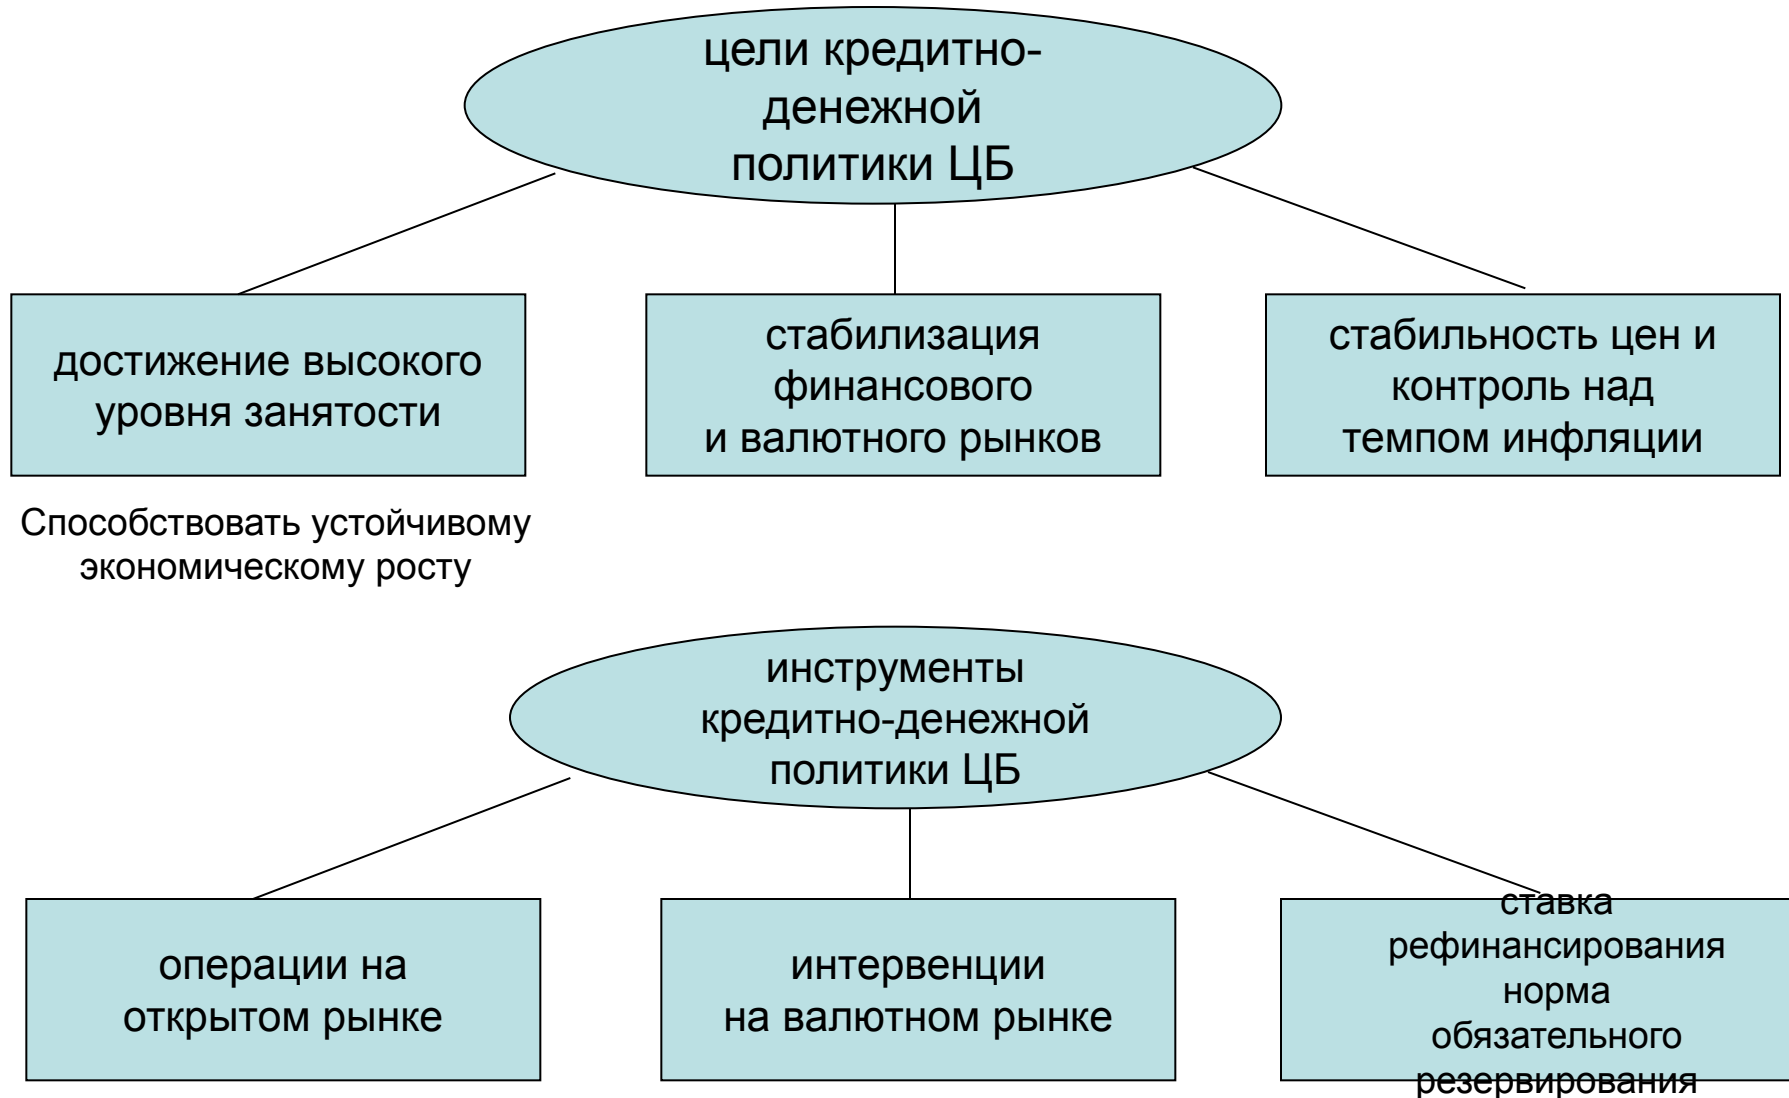 цели кредитно-
денежной
политики ЦБ
достижение высокого
уровня занятости
стабилизация
финансового
и валютного рынков
стабильность цен и
контроль над
темпом инфляции
Способствовать устойчивому
экономическому росту
инструменты
кредитно-денежной
политики ЦБ
операции на
открытом рынке
интервенции
на валютном рынке
ставка
рефинансирования
норма
обязательного
резервирования